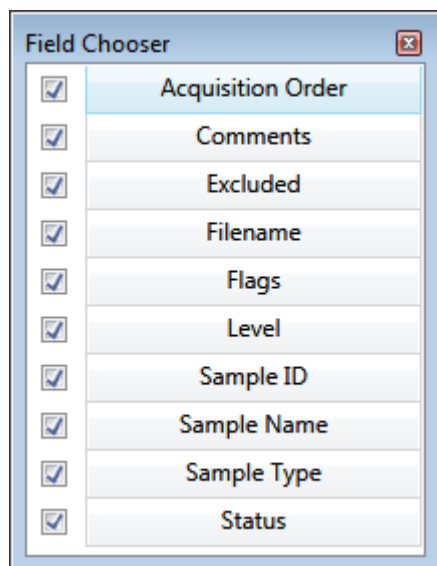 Field Chooser
Acquisition Order
Comments
Excluded
Filename
Flags
Level
Sample ID
Sample Name
Sample Type
Status